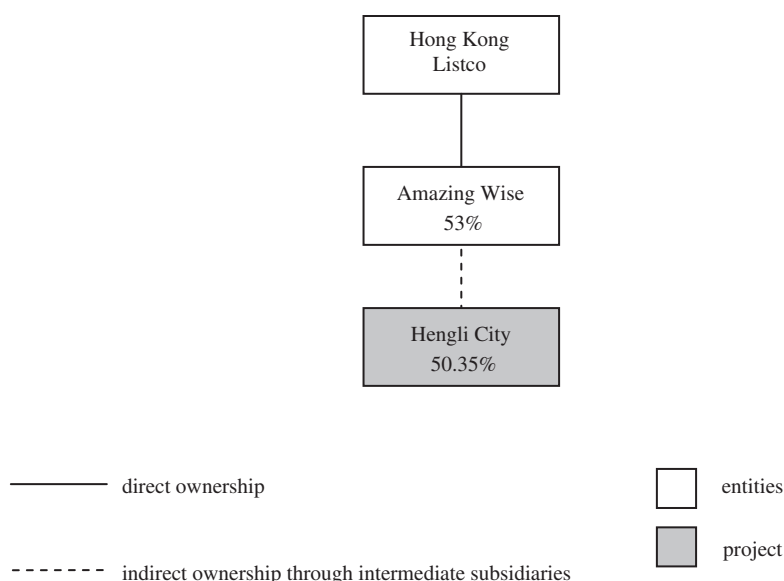 Hong Kong
Listco
Amazing Wise
53%
Hengli City
50.35%
direct ownership
entities
project
indirect ownership through intermediate subsidiaries